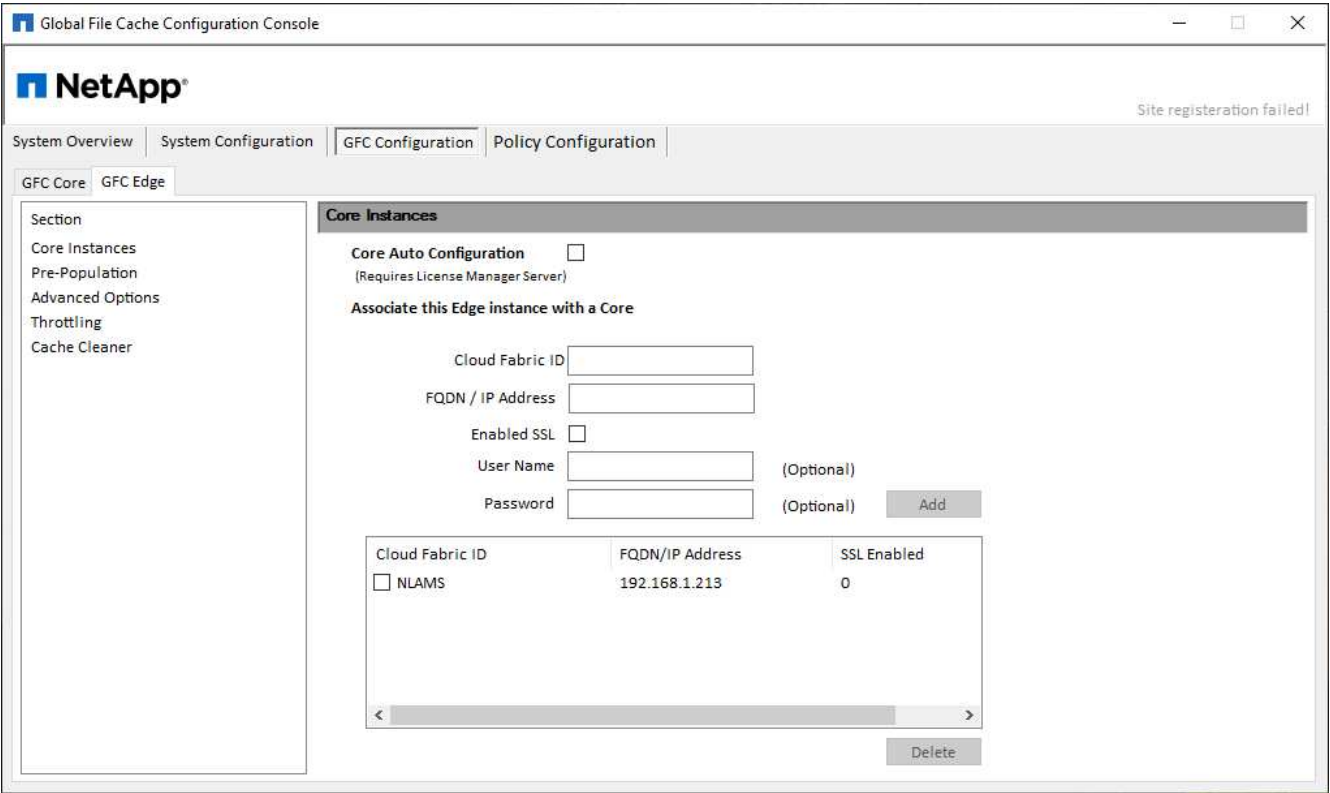 Global File Cache Configuration Console
NetApp®
Site registeration failed!
System Overview System Configuration GFC Configuration Policy Configuration
GFC Core GFC Edge
Section
Core Instances
Pre-Population
Advanced Options
Throttling
Cache Cleaner
Core Instances
Core Auto Configuration
(Requires License Manager Server)
Associate this Edge instance with a Core
Cloud Fabric ID
FQDN / IP Address
Enabled SSL
User Name (Optional)
Password (Optional) Add
Cloud Fabric ID FQDN/IP Address SSL Enabled
NLAMS 192.168.1.213 0
Delete